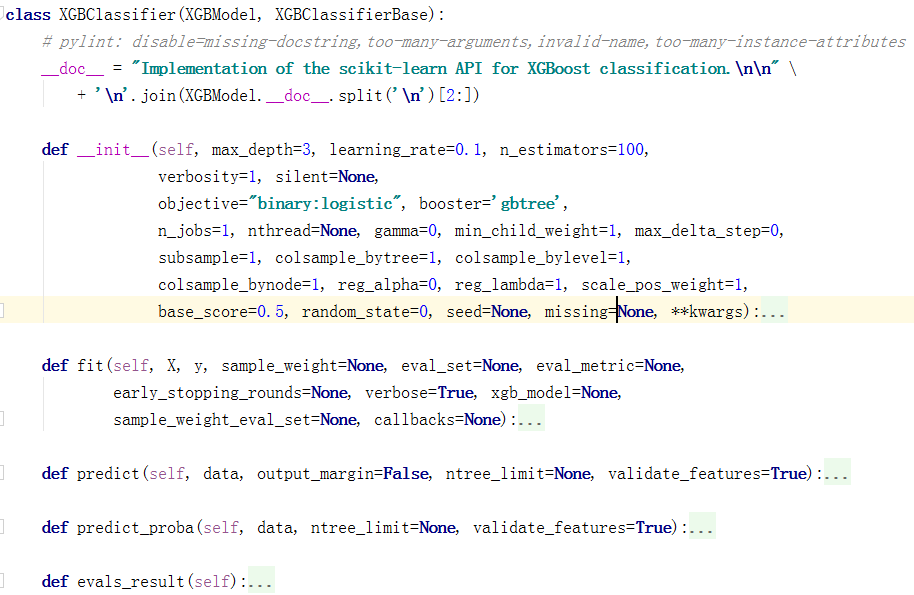 class XGBClassifier(XGBModel, XGBClassifierBase):
    # pylint: disable=missing-docstring,too-many-arguments,invalid-name,too-many-instance-attributes
    __doc__ = "Implementation of the scikit-learn API for XGBoost classification.\n\n" \
        + '\n'.join(XGBModel.__doc__.split('\n')[2:])

    def __init__(self, max_depth=3, learning_rate=0.1, n_estimators=100,
                 verbosity=1, silent=None,
                 objective="binary:logistic", booster='gbtree',
                 n_jobs=1, nthread=None, gamma=0, min_child_weight=1, max_delta_step=0,
                 subsample=1, colsample_bytree=1, colsample_bylevel=1,
                 colsample_bynode=1, reg_alpha=0, reg_lambda=1, scale_pos_weight=1,
                 base_score=0.5, random_state=0, seed=None, missing=None, **kwargs):...

    def fit(self, X, y, sample_weight=None, eval_set=None, eval_metric=None,
            early_stopping_rounds=None, verbose=True, xgb_model=None,
            sample_weight_eval_set=None, callbacks=None):...

    def predict(self, data, output_margin=False, ntree_limit=None, validate_features=True):...

    def predict_proba(self, data, ntree_limit=None, validate_features=True):...

    def evals_result(self):...